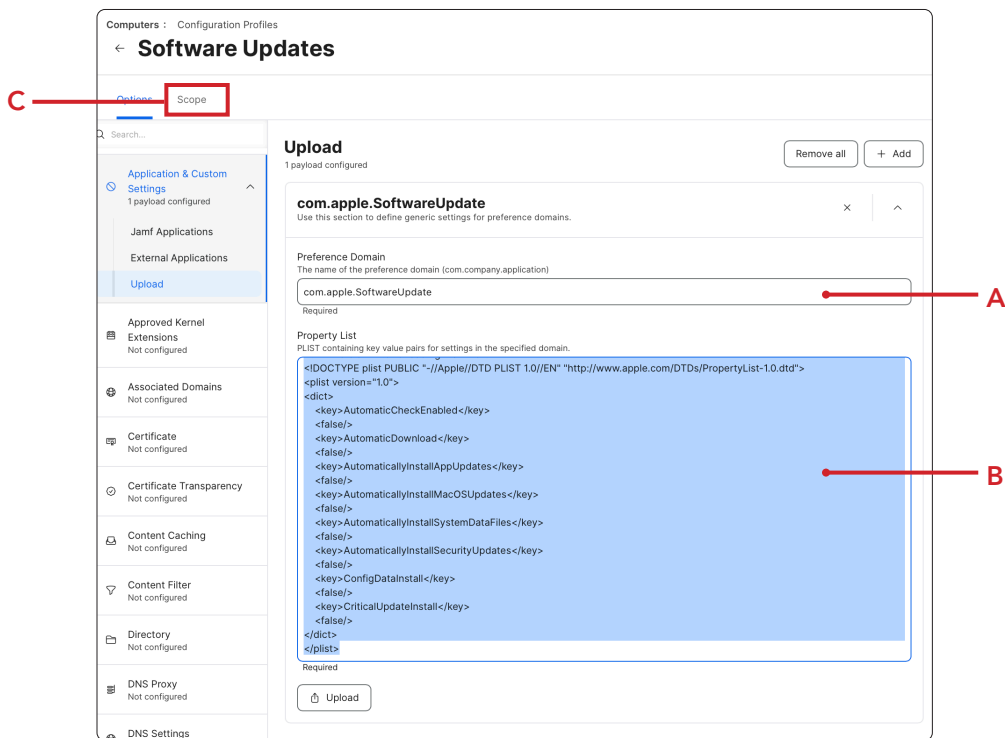 Computers : Configuration Profiles
← Software Updates
C
Options Scope
Search...
Application & Custom
Settings
1 payload configured
Jamf Applications
External Applications
Upload
Approved Kernel
Extensions
Not configured
Associated Domains
Not configured
Certificate
Not configured
Certificate Transparency
Not configured
Content Caching
Not configured
Content Filter
Not configured
Directory
Not configured
DNS Proxy
Not configured
DNS Settings
Upload
1 payload configured
Remove all
+ Add
com.apple.SoftwareUpdate
Use this section to define generic settings for preference domains.
Preference Domain
The name of the preference domain (com.company.application)
com.apple.SoftwareUpdate
A
Required
Property List
PLIST containing key value pairs for settings in the specified domain.
<!DOCTYPE plist PUBLIC "-//Apple//DTD PLIST 1.0//EN" "http://www.apple.com/DTDs/PropertyList-1.0.dtd">
<plist version="1.0">
<dict>
<key>AutomaticCheckEnabled</key>
<false/>
<key>AutomaticDownload</key>
<false/>
<key>AutomaticallyInstallAppUpdates</key>
<false/>
<key>AutomaticallyInstallMacOSUpdates</key>
<false/>
<key>AutomaticallyInstallSystemDataFiles</key>
<false/>
<key>AutomaticallyInstallSecurityUpdates</key>
<false/>
<key>ConfigDataInstall</key>
<false/>
<key>CriticalUpdateInstall</key>
<false/>
</dict>
</plist>
B
Required
Upload